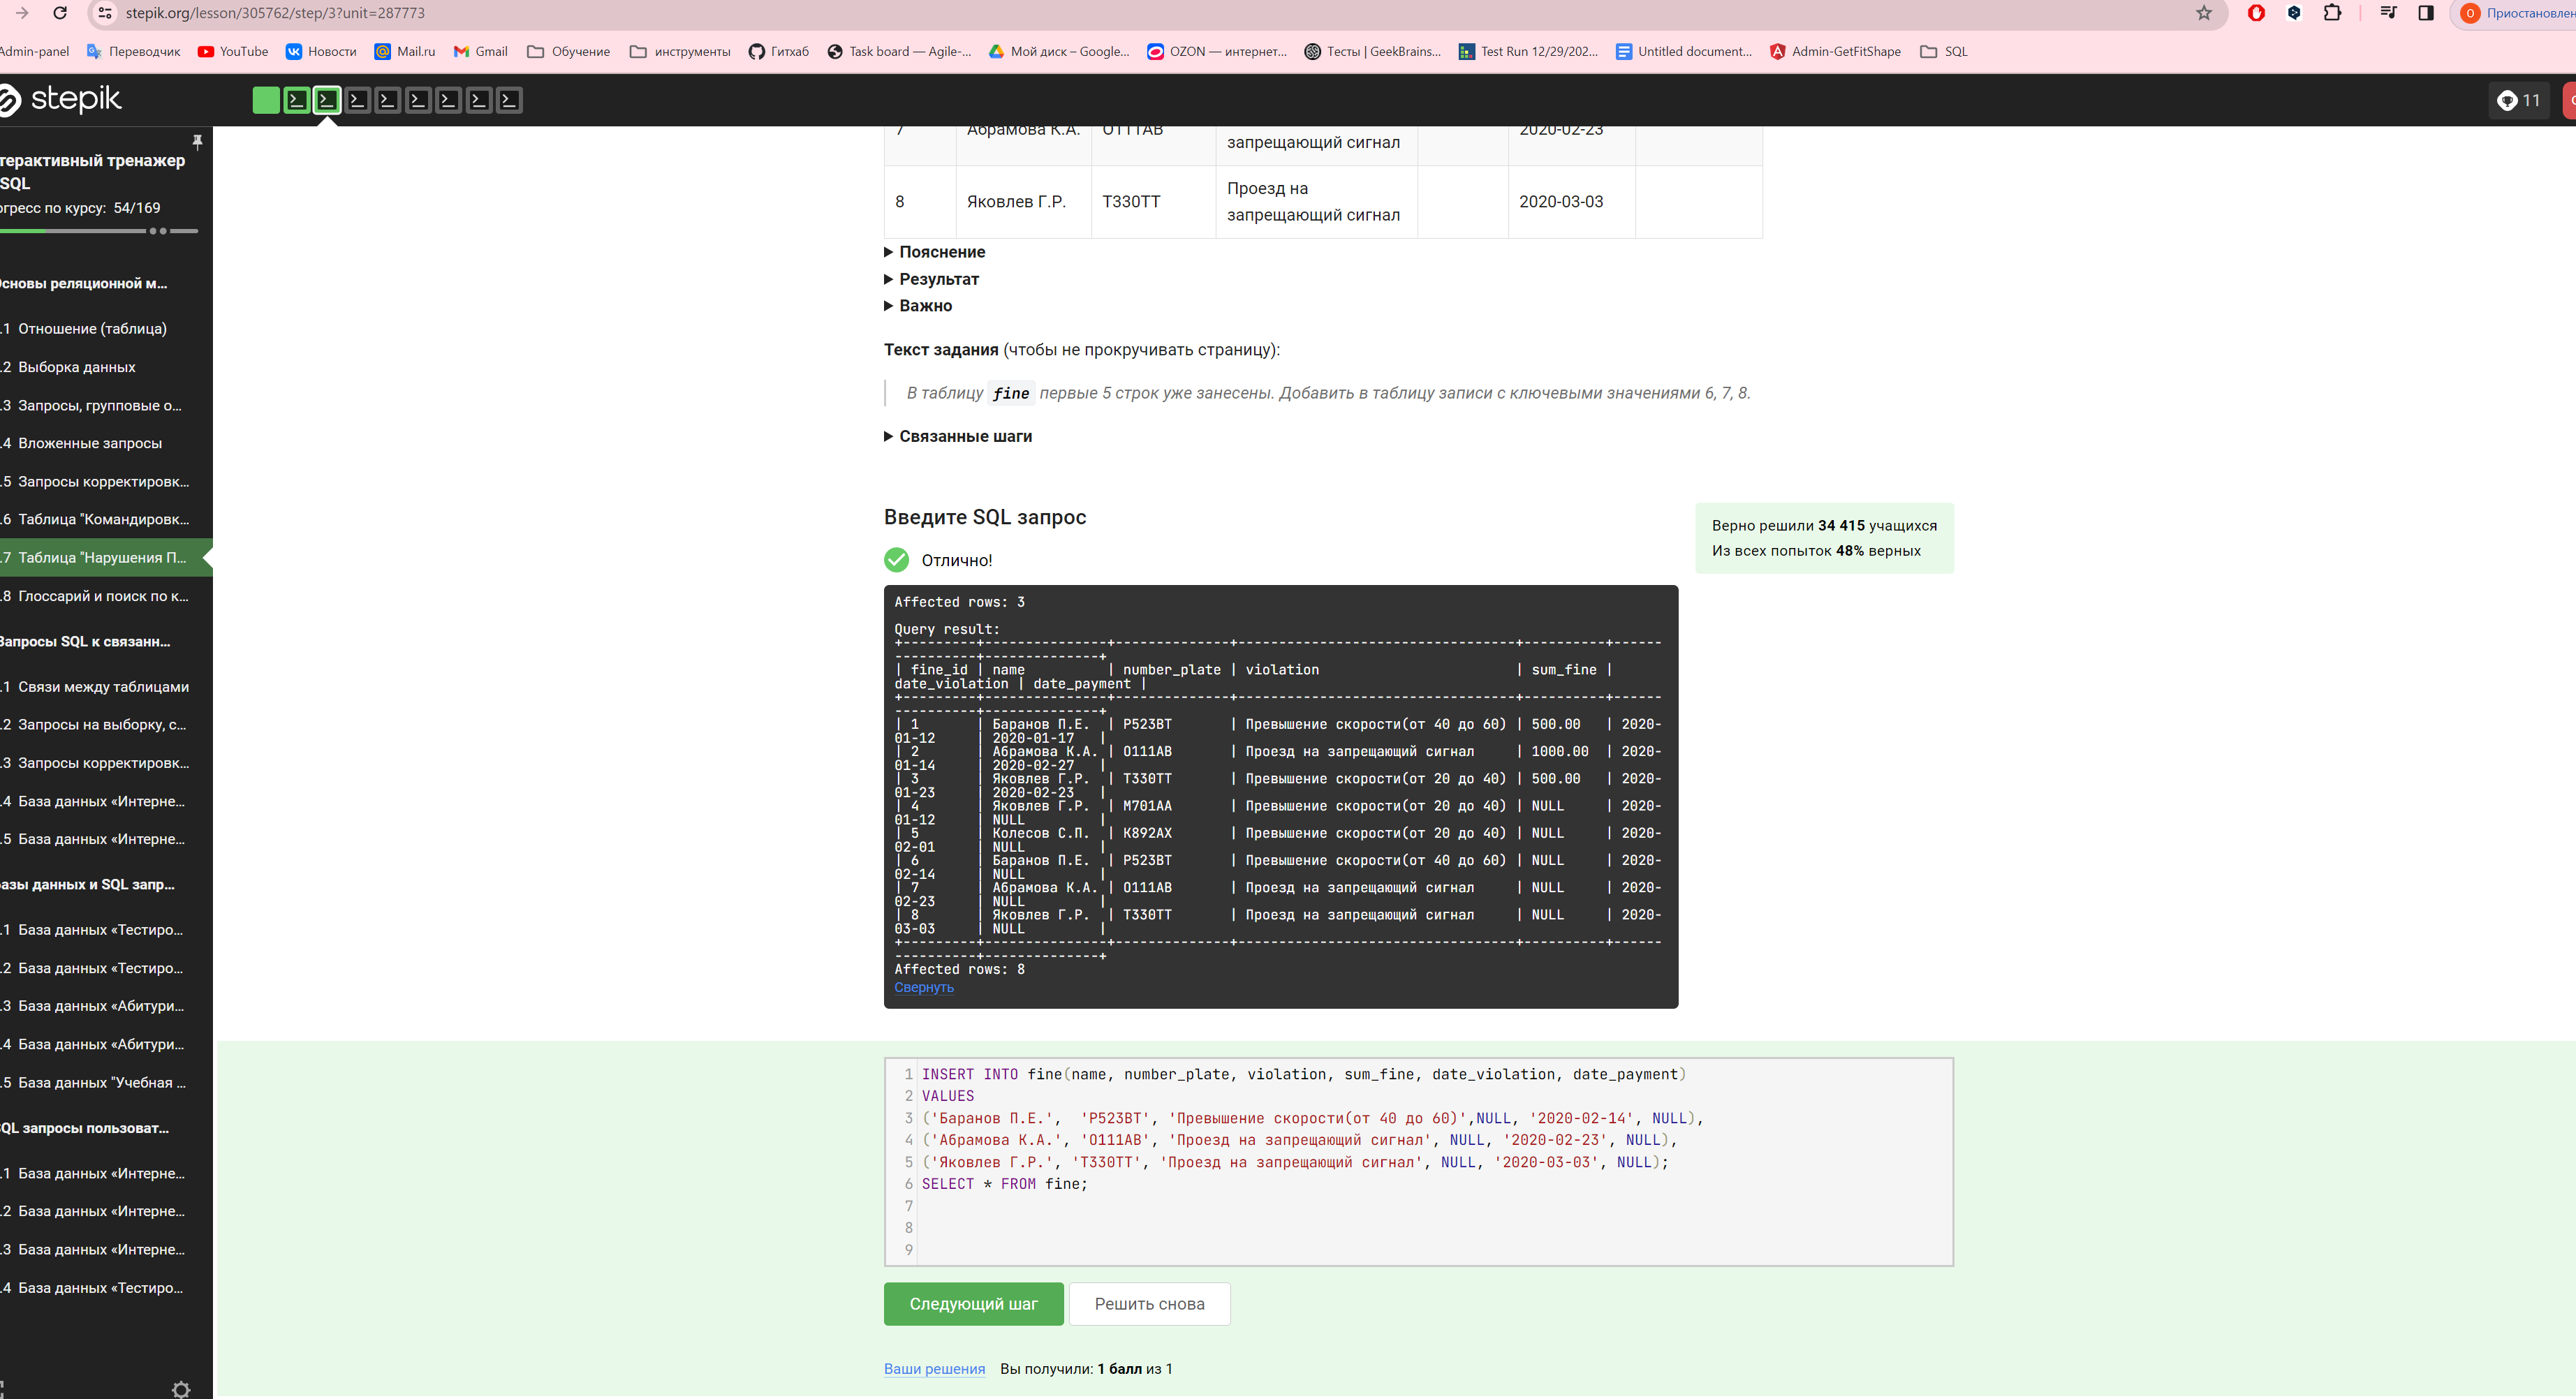 stepik.org/lesson/305762/step/3?unit=287773
Приостановлен
Admin-panel Переводчик YouTube Новости Mail.ru Gmail Обучение инструменты Гитхаб Task board — Agile-... Мой диск – Google... OZON — интернет... Тесты | GeekBrains... Test Run 12/29/202... Untitled document... Admin-GetFitShape SQL
stepik
11
терактивный тренажер
SQL
огресс по курсу: 54/169
Основы реляционной м...
.1 Отношение (таблица)
.2 Выборка данных
.3 Запросы, групповые о...
.4 Вложенные запросы
.5 Запросы корректировк...
.6 Таблица "Командировк...
.7 Таблица "Нарушения П...
.8 Глоссарий и поиск по к...
Запросы SQL к связанн...
.1 Связи между таблицами
.2 Запросы на выборку, с...
.3 Запросы корректировк...
.4 База данных «Интерне...
.5 База данных «Интерне...
азы данных и SQL запр...
.1 База данных «Тестиро...
.2 База данных «Тестиро...
.3 База данных «Абитури...
.4 База данных «Абитури...
.5 База данных "Учебная ...
SQL запросы пользоват...
.1 База данных «Интерне...
.2 База данных «Интерне...
.3 База данных «Интерне...
.4 База данных «Тестиро...
7 Абрамова К.А. О111АВ запрещающий сигнал 2020-02-23
8 Яковлев Г.Р. Т330ТТ Проезд на запрещающий сигнал 2020-03-03
Пояснение
Результат
Важно
Текст задания (чтобы не прокручивать страницу):
В таблицу fine первые 5 строк уже занесены. Добавить в таблицу записи с ключевыми значениями 6, 7, 8.
Связанные шаги
Введите SQL запрос
Верно решили 34 415 учащихся
Из всех попыток 48% верных
Отлично!
Affected rows: 3
Query result:
+---------+---------------+--------------+----------------------------------+----------+------
----------+--------------+
| fine_id | name          | number_plate | violation                        | sum_fine |
date_violation | date_payment |
+---------+---------------+--------------+----------------------------------+----------+------
----------+--------------+
| 1       | Баранов П.Е.  | Р523ВТ       | Превышение скорости(от 40 до 60) | 500.00   | 2020-
01-12     | 2020-01-17   |
| 2       | Абрамова К.А. | О111АВ       | Проезд на запрещающий сигнал     | 1000.00  | 2020-
01-14     | 2020-02-27   |
| 3       | Яковлев Г.Р.  | Т330ТТ       | Превышение скорости(от 20 до 40) | 500.00   | 2020-
01-23     | 2020-02-23   |
| 4       | Яковлев Г.Р.  | М701АА       | Превышение скорости(от 20 до 40) | NULL     | 2020-
01-12     | NULL         |
| 5       | Колесов С.П.  | К892АХ       | Превышение скорости(от 20 до 40) | NULL     | 2020-
02-01     | NULL         |
| 6       | Баранов П.Е.  | Р523ВТ       | Превышение скорости(от 40 до 60) | NULL     | 2020-
02-14     | NULL         |
| 7       | Абрамова К.А. | О111АВ       | Проезд на запрещающий сигнал     | NULL     | 2020-
02-23     | NULL         |
| 8       | Яковлев Г.Р.  | Т330ТТ       | Проезд на запрещающий сигнал     | NULL     | 2020-
03-03     | NULL         |
+---------+---------------+--------------+----------------------------------+----------+------
----------+--------------+
Affected rows: 8
Свернуть
1 INSERT INTO fine(name, number_plate, violation, sum_fine, date_violation, date_payment)
2 VALUES
3 ('Баранов П.Е.',  'Р523ВТ', 'Превышение скорости(от 40 до 60)',NULL, '2020-02-14', NULL),
4 ('Абрамова К.А.', 'О111АВ', 'Проезд на запрещающий сигнал', NULL, '2020-02-23', NULL),
5 ('Яковлев Г.Р.', 'Т330ТТ', 'Проезд на запрещающий сигнал', NULL, '2020-03-03', NULL);
6 SELECT * FROM fine;
7
8
9
Следующий шаг Решить снова
Ваши решения Вы получили: 1 балл из 1